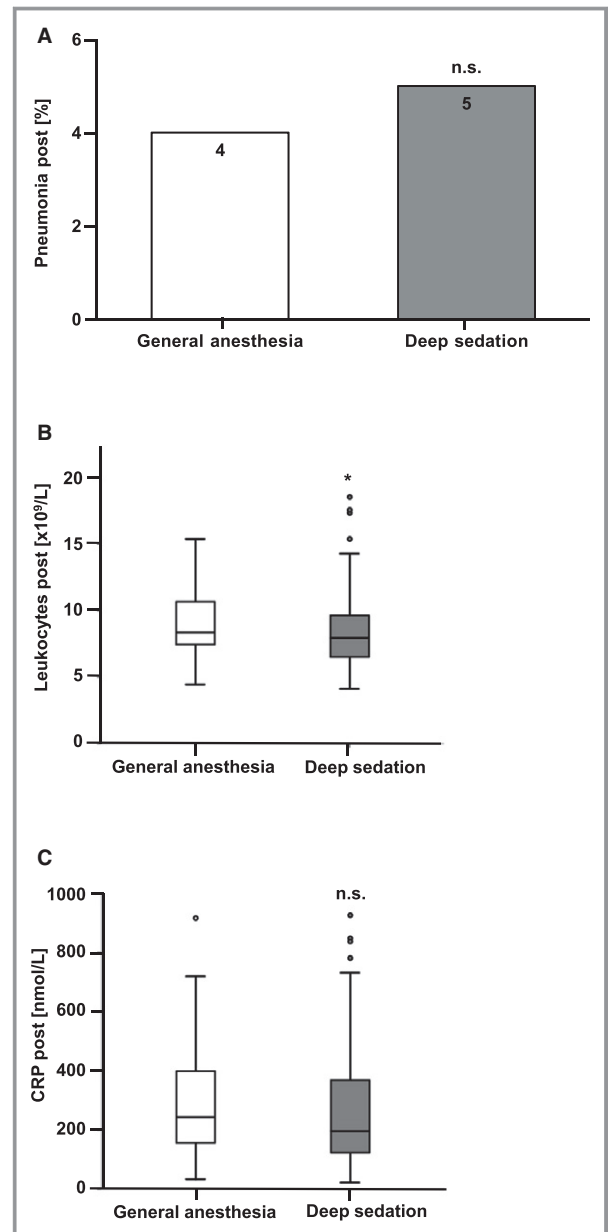 A
Pneumonia post [%]
6
4
2
0
n.s.
4
5
General anesthesia
Deep sedation
B
Leukocytes post [x10⁹/L]
20
15
10
5
0
*
General anesthesia
Deep sedation
C
CRP post [nmol/L]
1000
800
600
400
200
0
n.s.
General anesthesia
Deep sedation